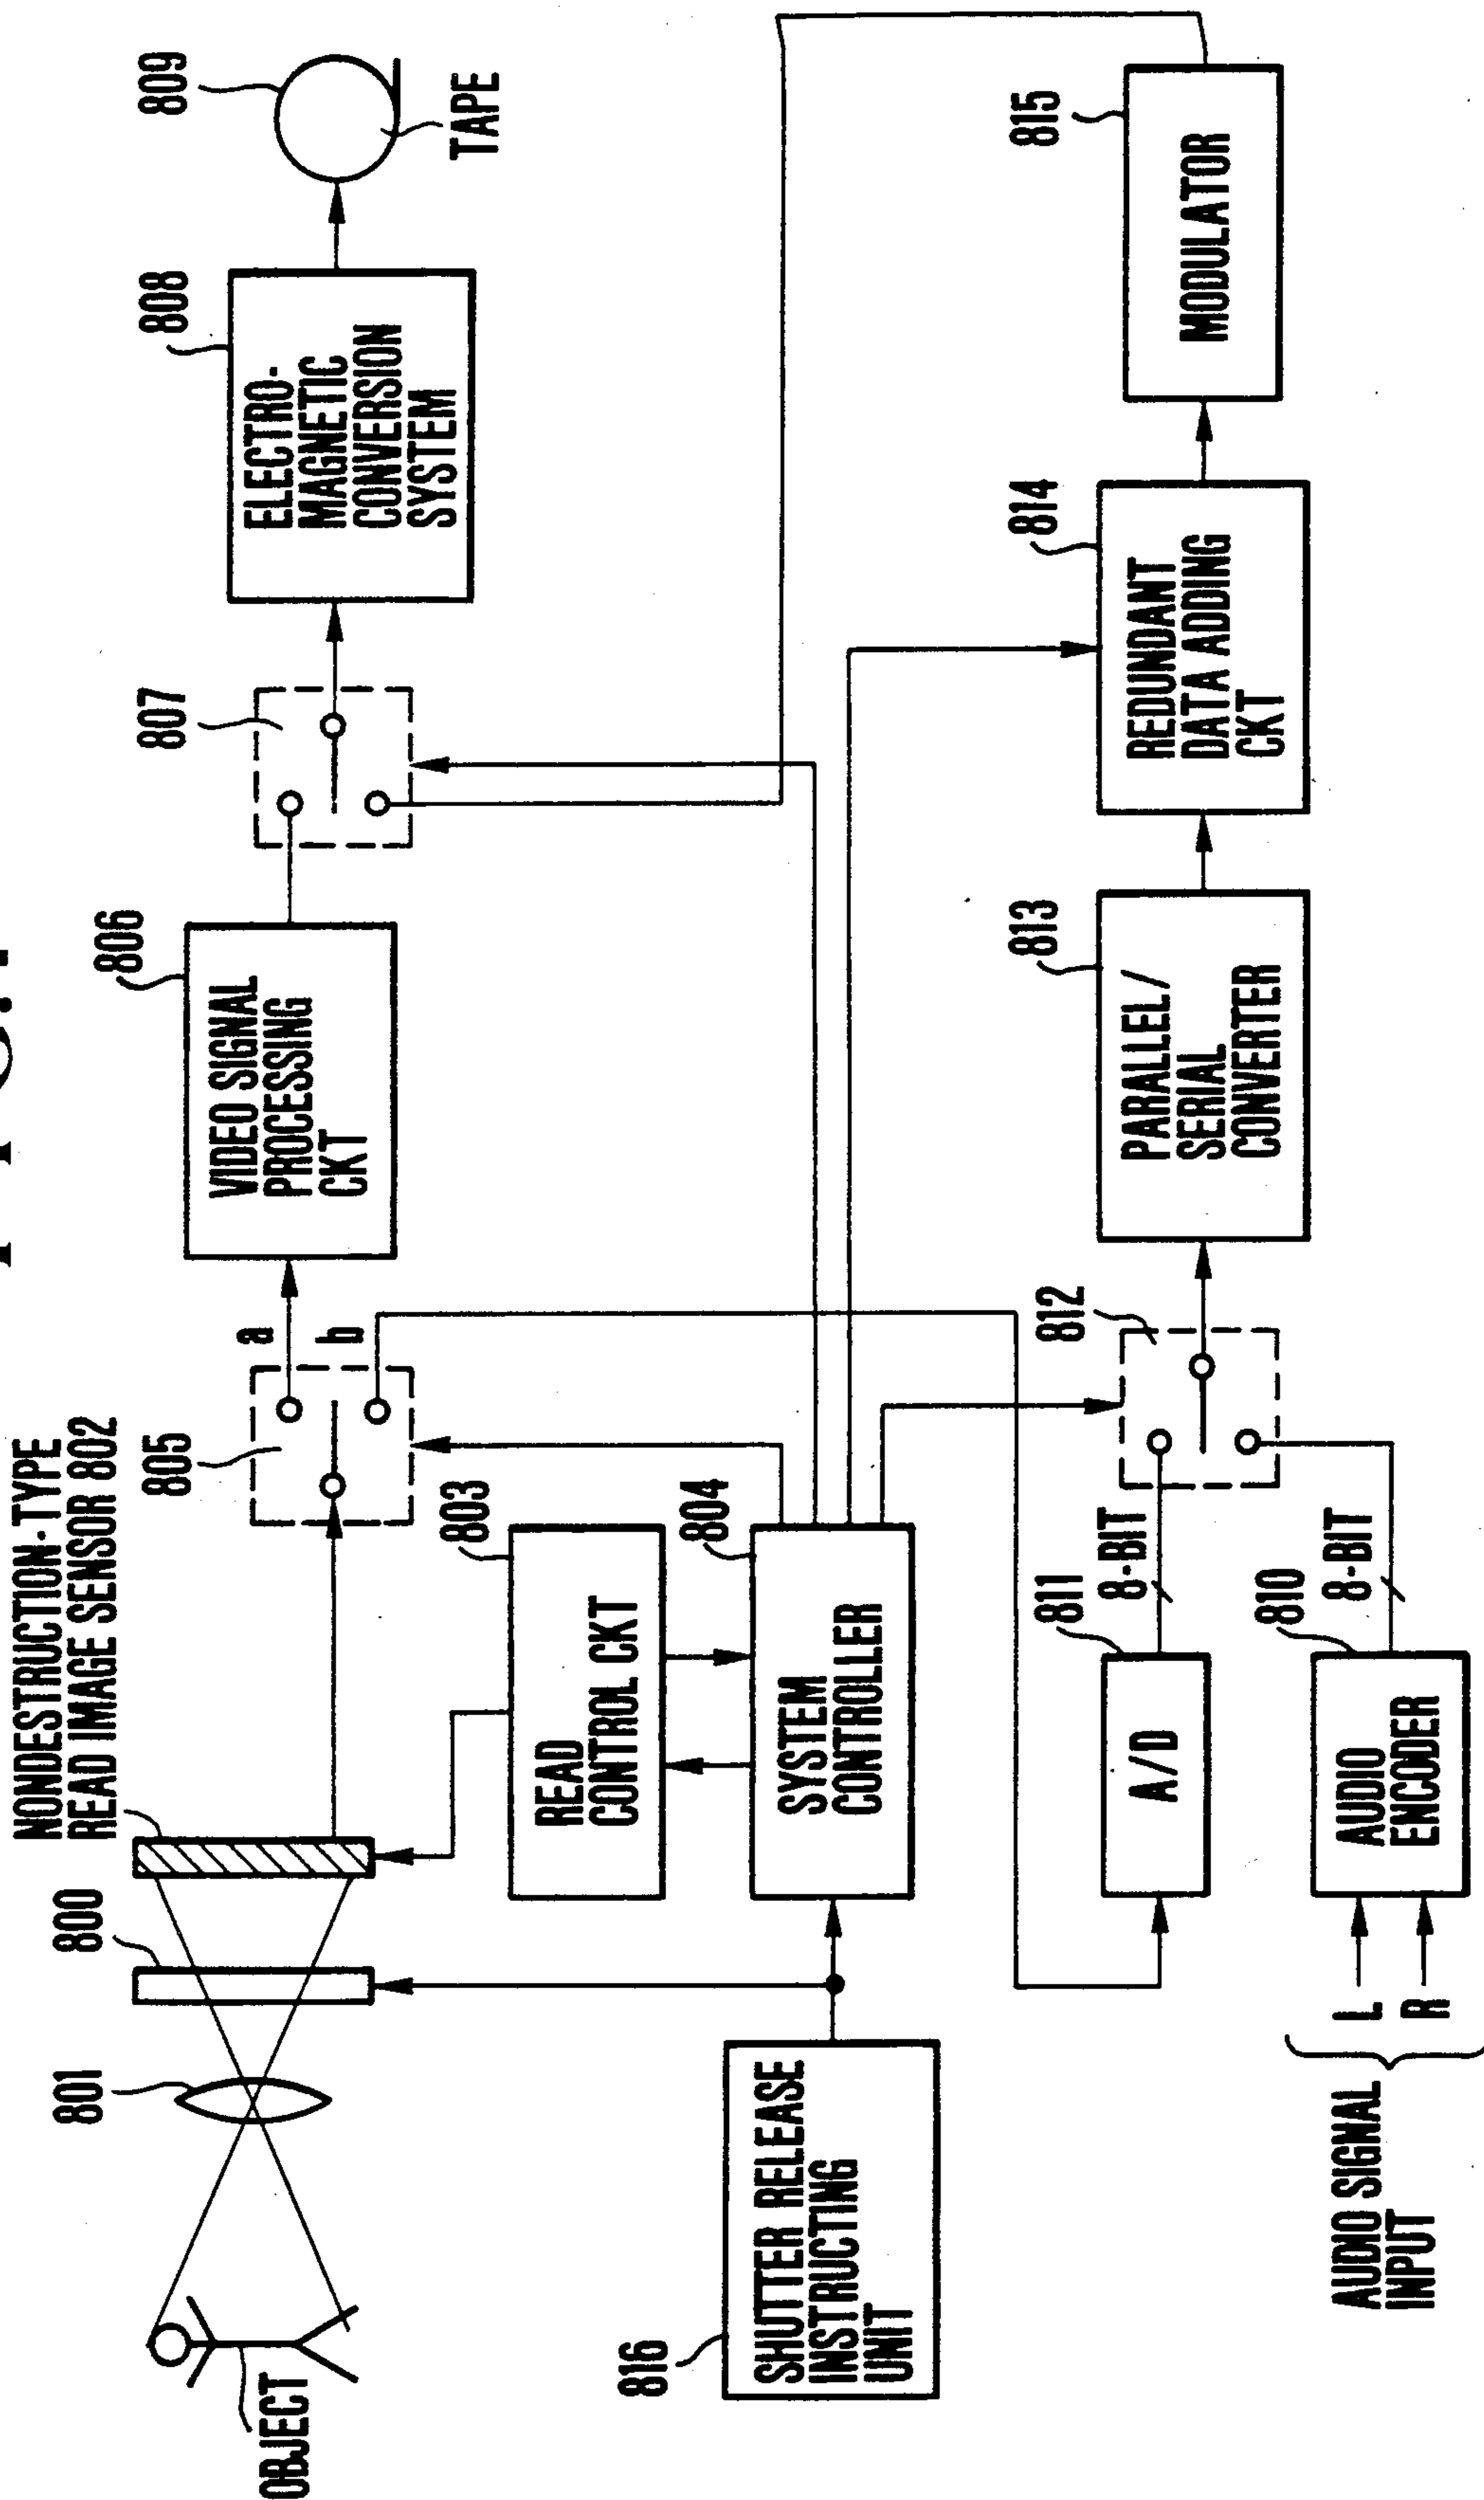 NONDESTRUCTION-TYPE
READ IMAGE SENSOR 802
801
800
805
a
b
806
VIDEO SIGNAL
PROCESSING
CKT
807
808
ELECTRO-
MAGNETIC
CONVERSION
SYSTEM
809
TAPE
OBJECT
803
READ
CONTROL CKT
804
SYSTEM
CONTROLLER
816
SHUTTER RELEASE
INSTRUCTING
UNIT
811
8-BIT
A/D
812
813
PARALLEL/
SERIAL
CONVERTER
814
REDUNDANT
DATA ADDING
CKT
815
MODULATOR
810
8-BIT
AUDIO
ENCODER
L
R
AUDIO SIGNAL
INPUT